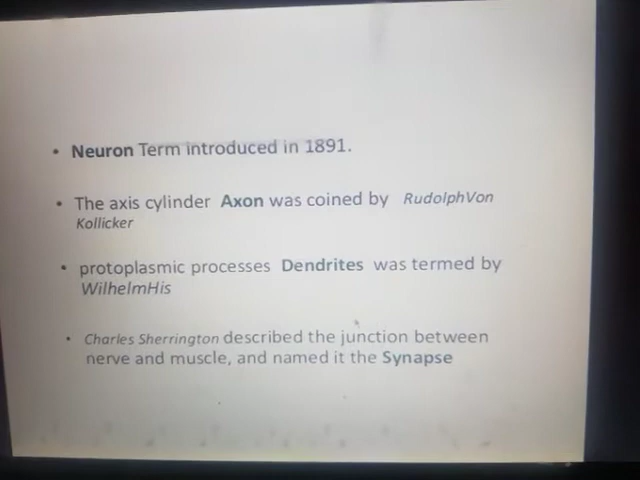 • Neuron Term introduced in 1891.
• The axis cylinder Axon was coined by RudolphVon
Kollicker
• protoplasmic processes Dendrites was termed by
WilhelmHis
• Charles Sherrington described the junction between
nerve and muscle, and named it the Synapse